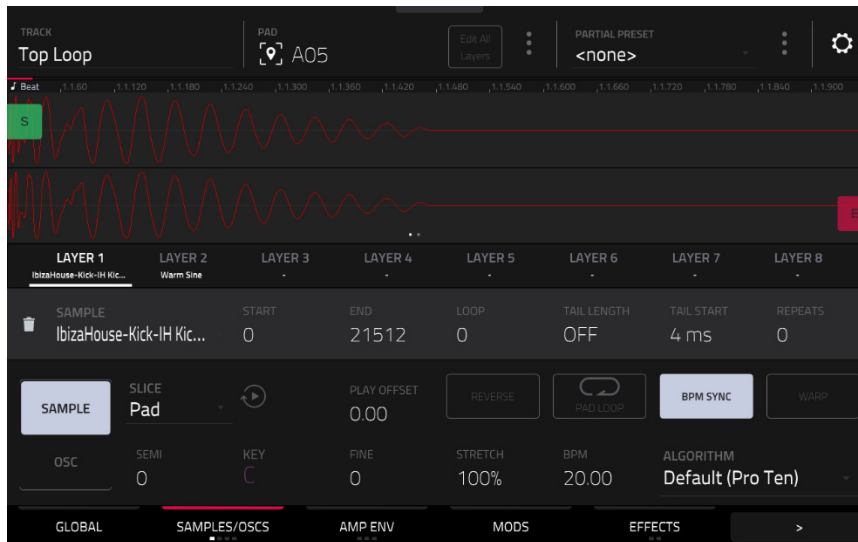 TRACK
Top Loop
PAD
A05
Edit All
Layers
PARTIAL PRESET
<none>
Beat ,1.1.60 ,1.1.120 ,1.1.180 ,1.1.240 ,1.1.300 ,1.1.360 ,1.1.420 ,1.1.480 ,1.1.540 ,1.1.600 ,1.1.660 ,1.1.720 ,1.1.780 ,1.1.840 ,1.1.900
S
E
LAYER 1
IbizaHouse-Kick-IH Kic...
LAYER 2
Warm Sine
LAYER 3
-
LAYER 4
-
LAYER 5
-
LAYER 6
-
LAYER 7
-
LAYER 8
-
SAMPLE
IbizaHouse-Kick-IH Kic...
START
0
END
21512
LOOP
0
TAIL LENGTH
OFF
TAIL START
4 ms
REPEATS
0
SAMPLE
SLICE
Pad
PLAY OFFSET
0.00
REVERSE
PAD LOOP
BPM SYNC
WARP
OSC
SEMI
0
KEY
C
FINE
0
STRETCH
100%
BPM
20.00
ALGORITHM
Default (Pro Ten)
GLOBAL
SAMPLES/OSCS
AMP ENV
MODS
EFFECTS
>